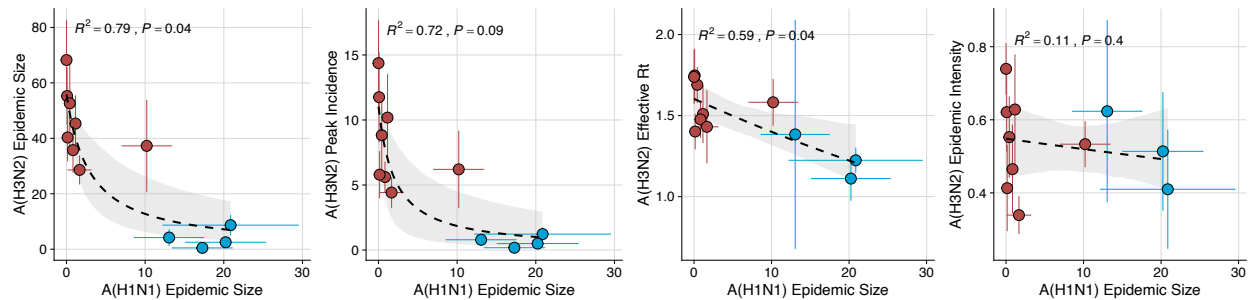 R² = 0.79 , P = 0.04
80
60
40
20
0
A(H3N2) Epidemic Size
0 10 20 30
A(H1N1) Epidemic Size
R² = 0.72 , P = 0.09
15
10
5
0
A(H3N2) Peak Incidence
0 10 20 30
A(H1N1) Epidemic Size
R² = 0.59 , P = 0.04
2.0
1.5
1.0
A(H3N2) Effective Rt
0 10 20 30
A(H1N1) Epidemic Size
R² = 0.11 , P = 0.4
0.8
0.6
0.4
A(H3N2) Epidemic Intensity
0 10 20 30
A(H1N1) Epidemic Size